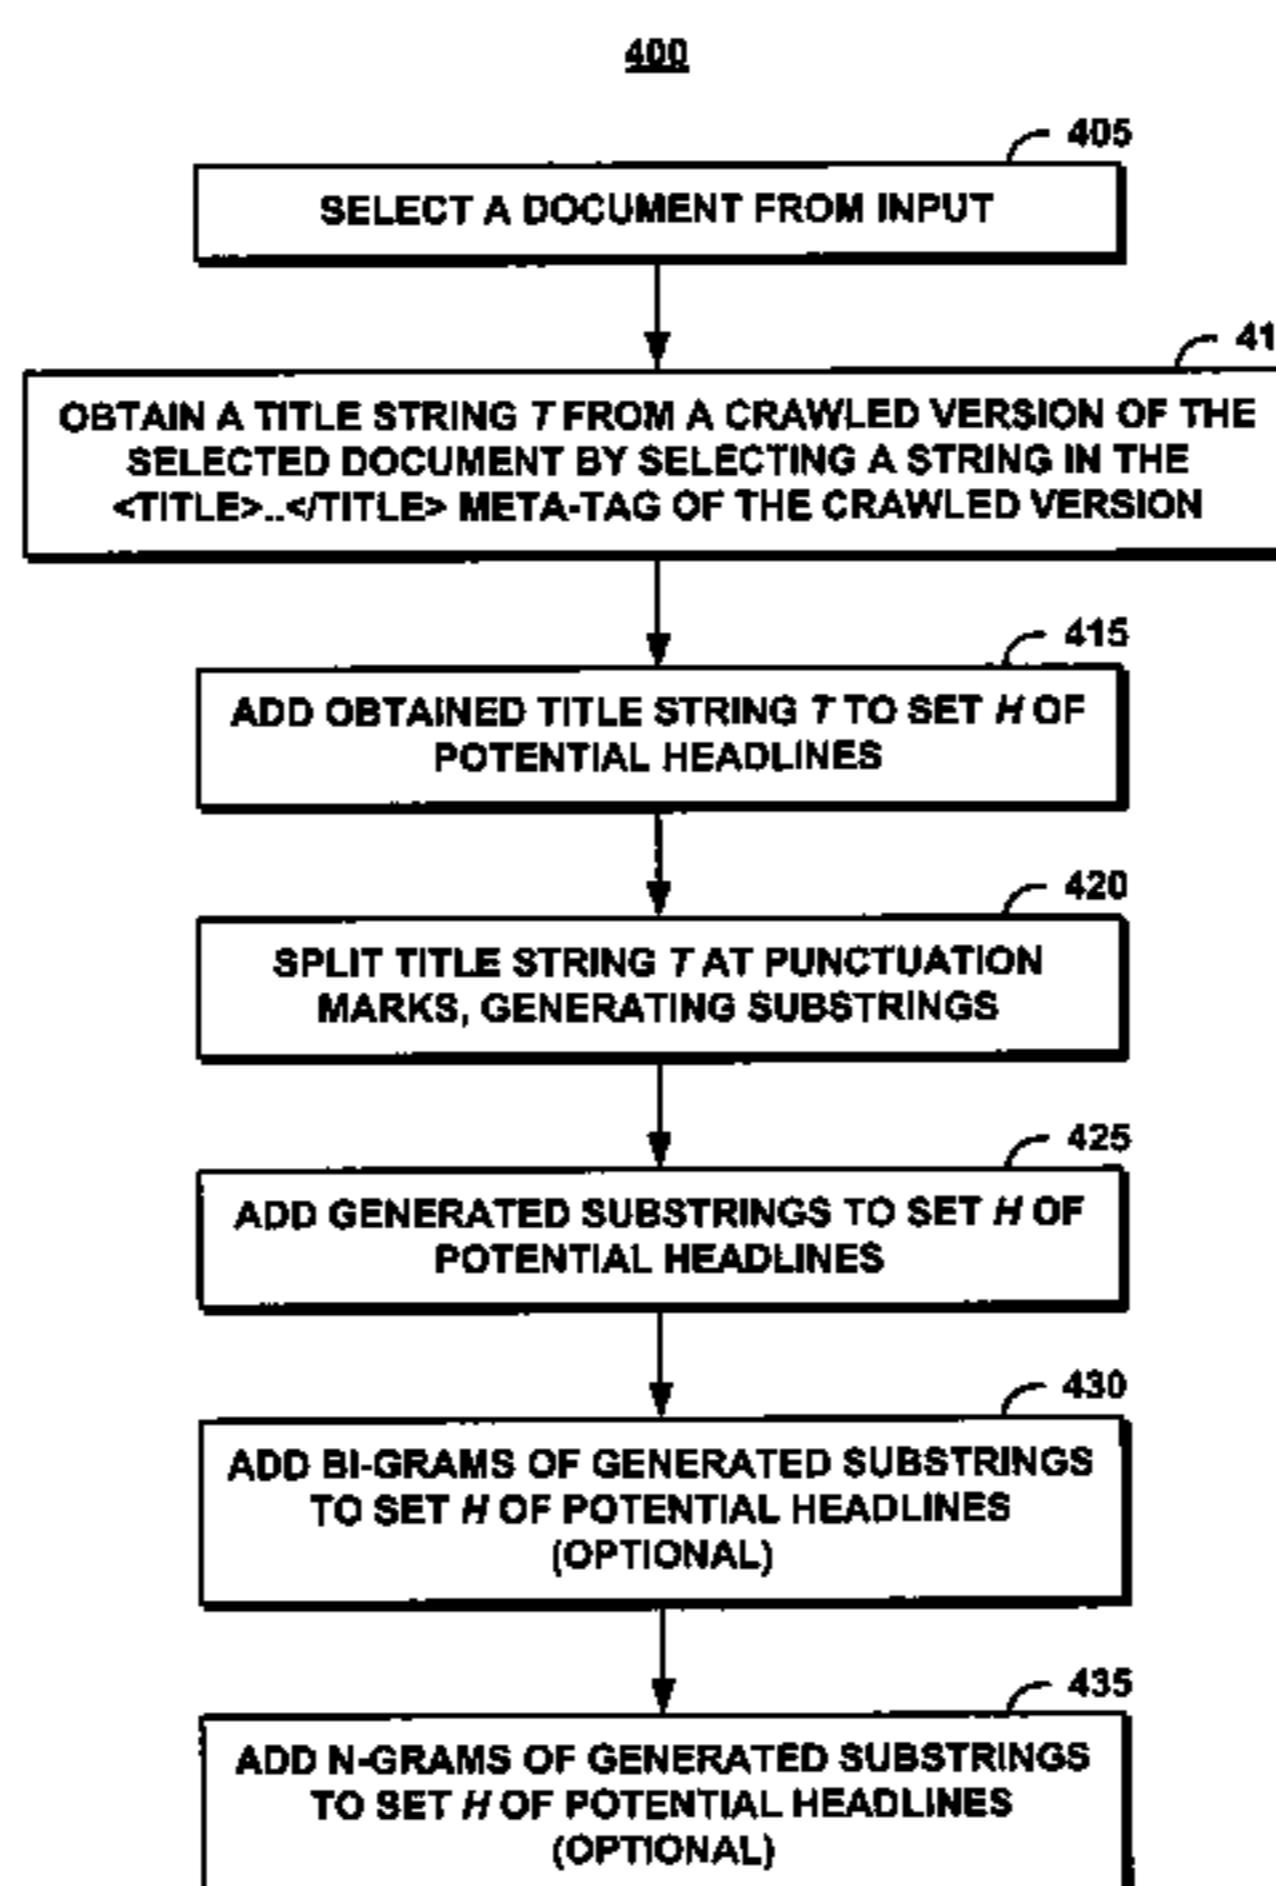 400
405
SELECT A DOCUMENT FROM INPUT
41
OBTAIN A TITLE STRING T FROM A CRAWLED VERSION OF THE
SELECTED DOCUMENT BY SELECTING A STRING IN THE
<TITLE>..</TITLE> META-TAG OF THE CRAWLED VERSION
415
ADD OBTAINED TITLE STRING T TO SET H OF
POTENTIAL HEADLINES
420
SPLIT TITLE STRING T AT PUNCTUATION
MARKS, GENERATING SUBSTRINGS
425
ADD GENERATED SUBSTRINGS TO SET H OF
POTENTIAL HEADLINES
430
ADD BI-GRAMS OF GENERATED SUBSTRINGS
TO SET H OF POTENTIAL HEADLINES
(OPTIONAL)
435
ADD N-GRAMS OF GENERATED SUBSTRINGS
TO SET H OF POTENTIAL HEADLINES
(OPTIONAL)